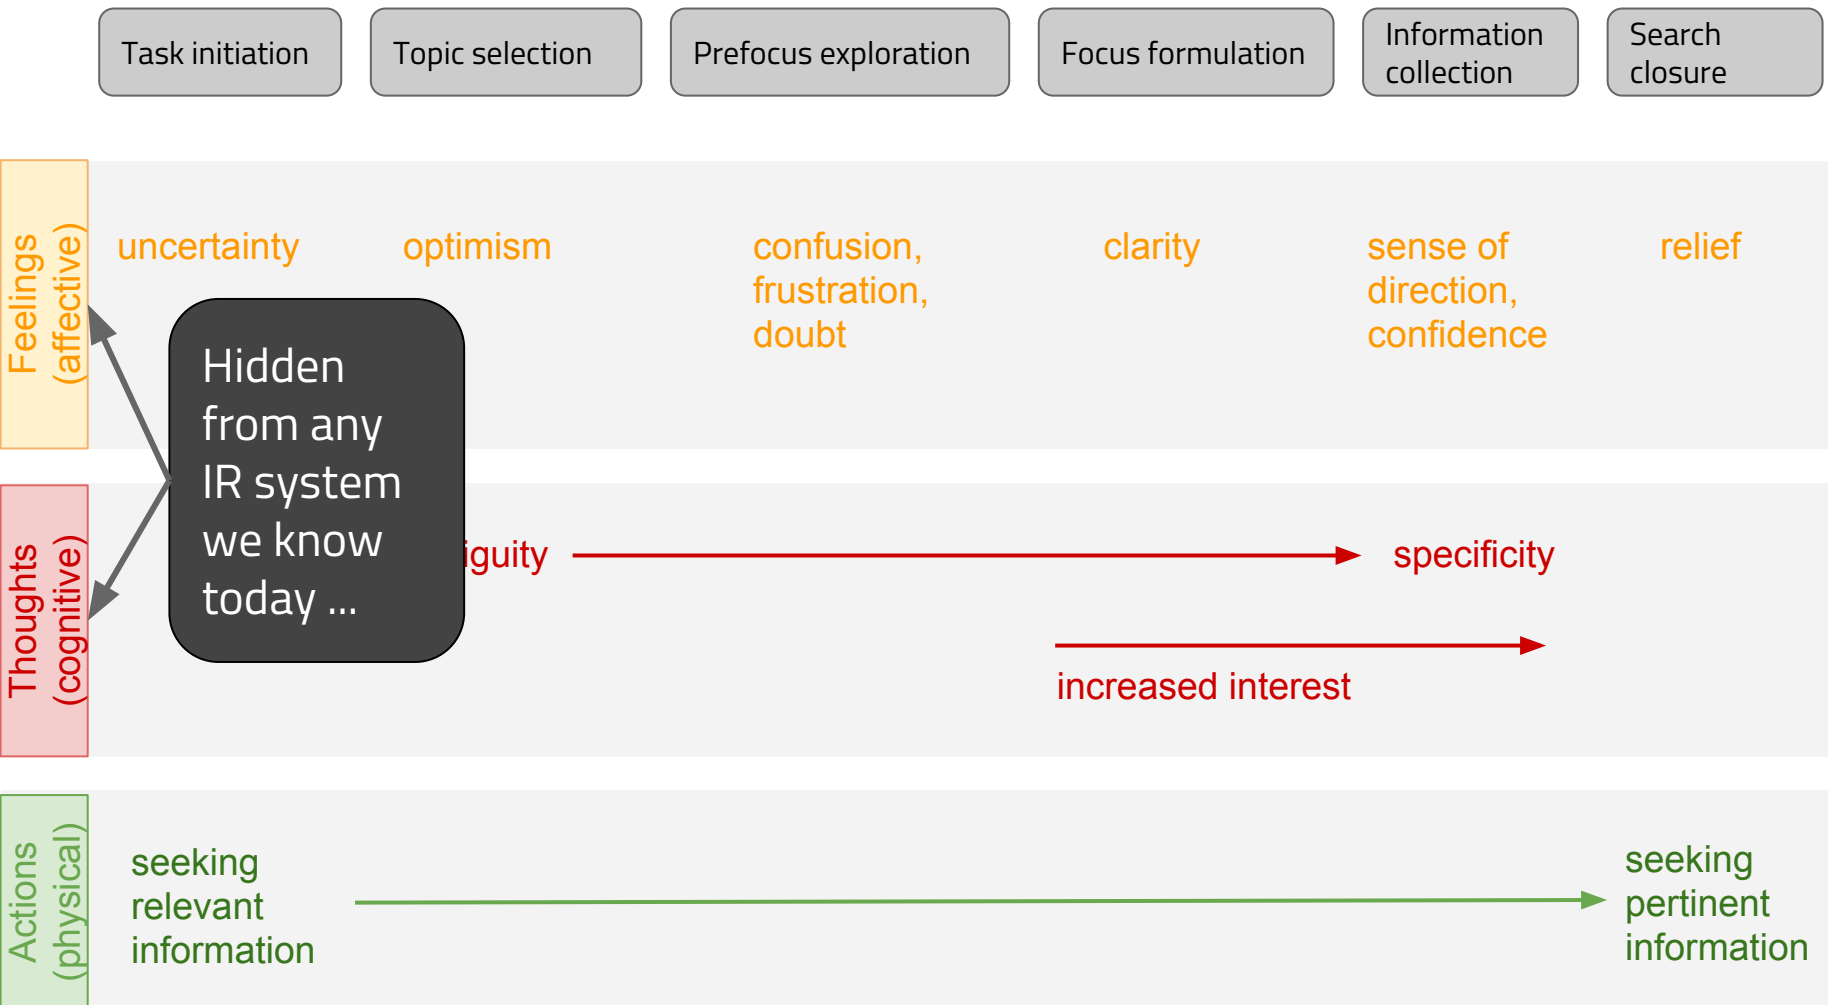 Task initiation
Topic selection
Prefocus exploration
Focus formulation
Information
collection
Search
closure
Feelings
(affective)
uncertainty
optimism
confusion,
frustration,
doubt
clarity
sense of
direction,
confidence
relief
Hidden
from any
IR system
we know
today ...
Thoughts
(cognitive)
iguity
specificity
increased interest
Actions
(physical)
seeking
relevant
information
seeking
pertinent
information